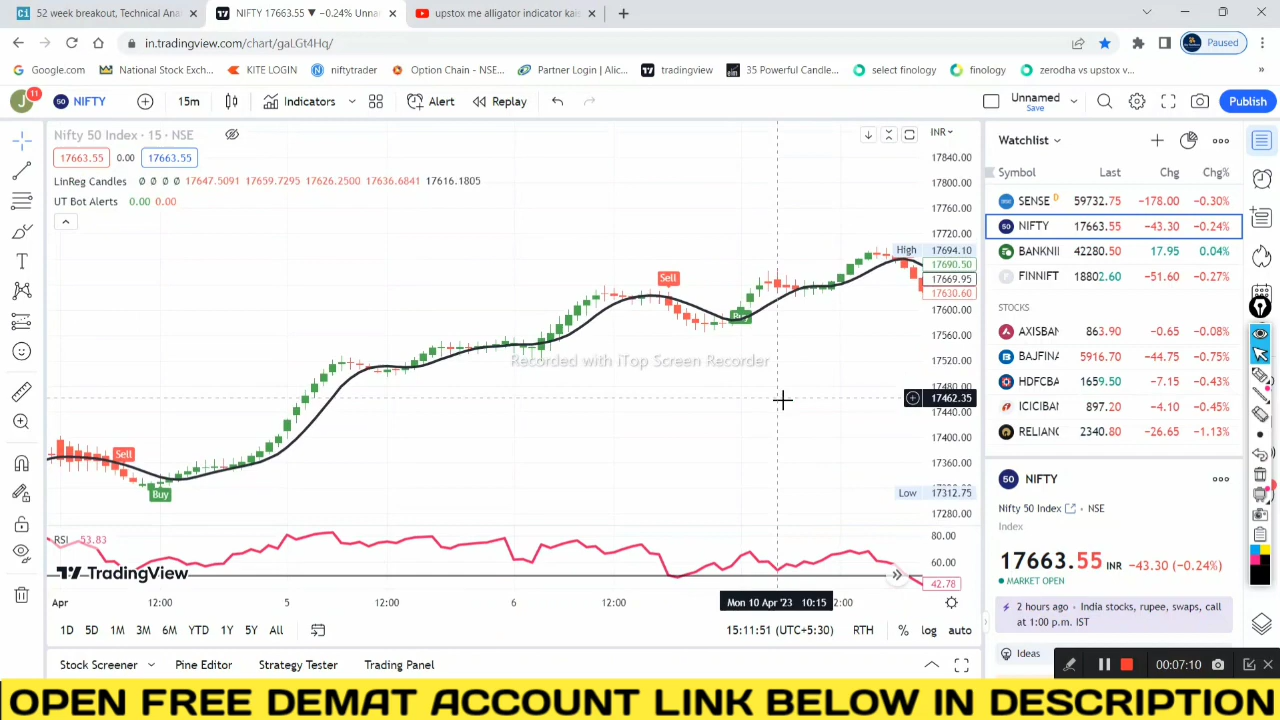 52 week breakout, Technical Anal
NIFTY 17663.55 ▼ −0.24% Unnar
upstox me alligator indicator kais
in.tradingview.com/chart/gaLGt4Hq/
Paused
Google.com
National Stock Exch...
KITE LOGIN
niftytrader
Option Chain - NSE...
Partner Login | Alic...
tradingview
35 Powerful Candle...
select finology
finology
zerodha vs upstox v...
J
11
50 NIFTY
15m
Indicators
Alert
Replay
Unnamed
Save
Publish
Nifty 50 Index · 15 · NSE
INR
17663.55 0.00 17663.55
LinReg Candles Ø Ø Ø Ø 17647.5091 17659.7295 17626.2500 17636.6841 17616.1805
UT Bot Alerts 0.00 0.00
17840.00
17800.00
17760.00
17720.00
High 17694.10
17690.50
17669.95
17630.60
17600.00
17560.00
17520.00
17480.00
17462.35
17440.00
17400.00
17360.00
Low 17312.75
17280.00
Sell
Buy
Sell
Buy
Recorded with iTop Screen Recorder
RSI 53.83
80.00
60.00
42.78
TradingView
Apr
12:00
5
12:00
6
12:00
Mon 10 Apr '23 10:15
2:00
1D 5D 1M 3M 6M YTD 1Y 5Y All
15:11:51 (UTC+5:30) RTH % log auto
Stock Screener
Pine Editor
Strategy Tester
Trading Panel
Watchlist
Symbol Last Chg Chg%
SENSE D 59732.75 −178.00 −0.30%
50 NIFTY 17663.55 −43.30 −0.24%
BANKNII 42280.50 17.95 0.04%
FINNIFT 18802.60 −51.60 −0.27%
STOCKS
AXISBAN 863.90 −0.65 −0.08%
BAJFINA 5916.70 −44.75 −0.75%
HDFCBA 1659.50 −7.15 −0.43%
ICICIBAN 897.20 −4.10 −0.45%
RELIANC 2340.80 −26.65 −1.13%
50 NIFTY
Nifty 50 Index · NSE
Index
17663.55 INR −43.30 (−0.24%)
MARKET OPEN
2 hours ago · India stocks, rupee, swaps, call
at 1:00 p.m. IST
Ideas
00:07:10
OPEN FREE DEMAT ACCOUNT LINK BELOW IN DESCRIPTION